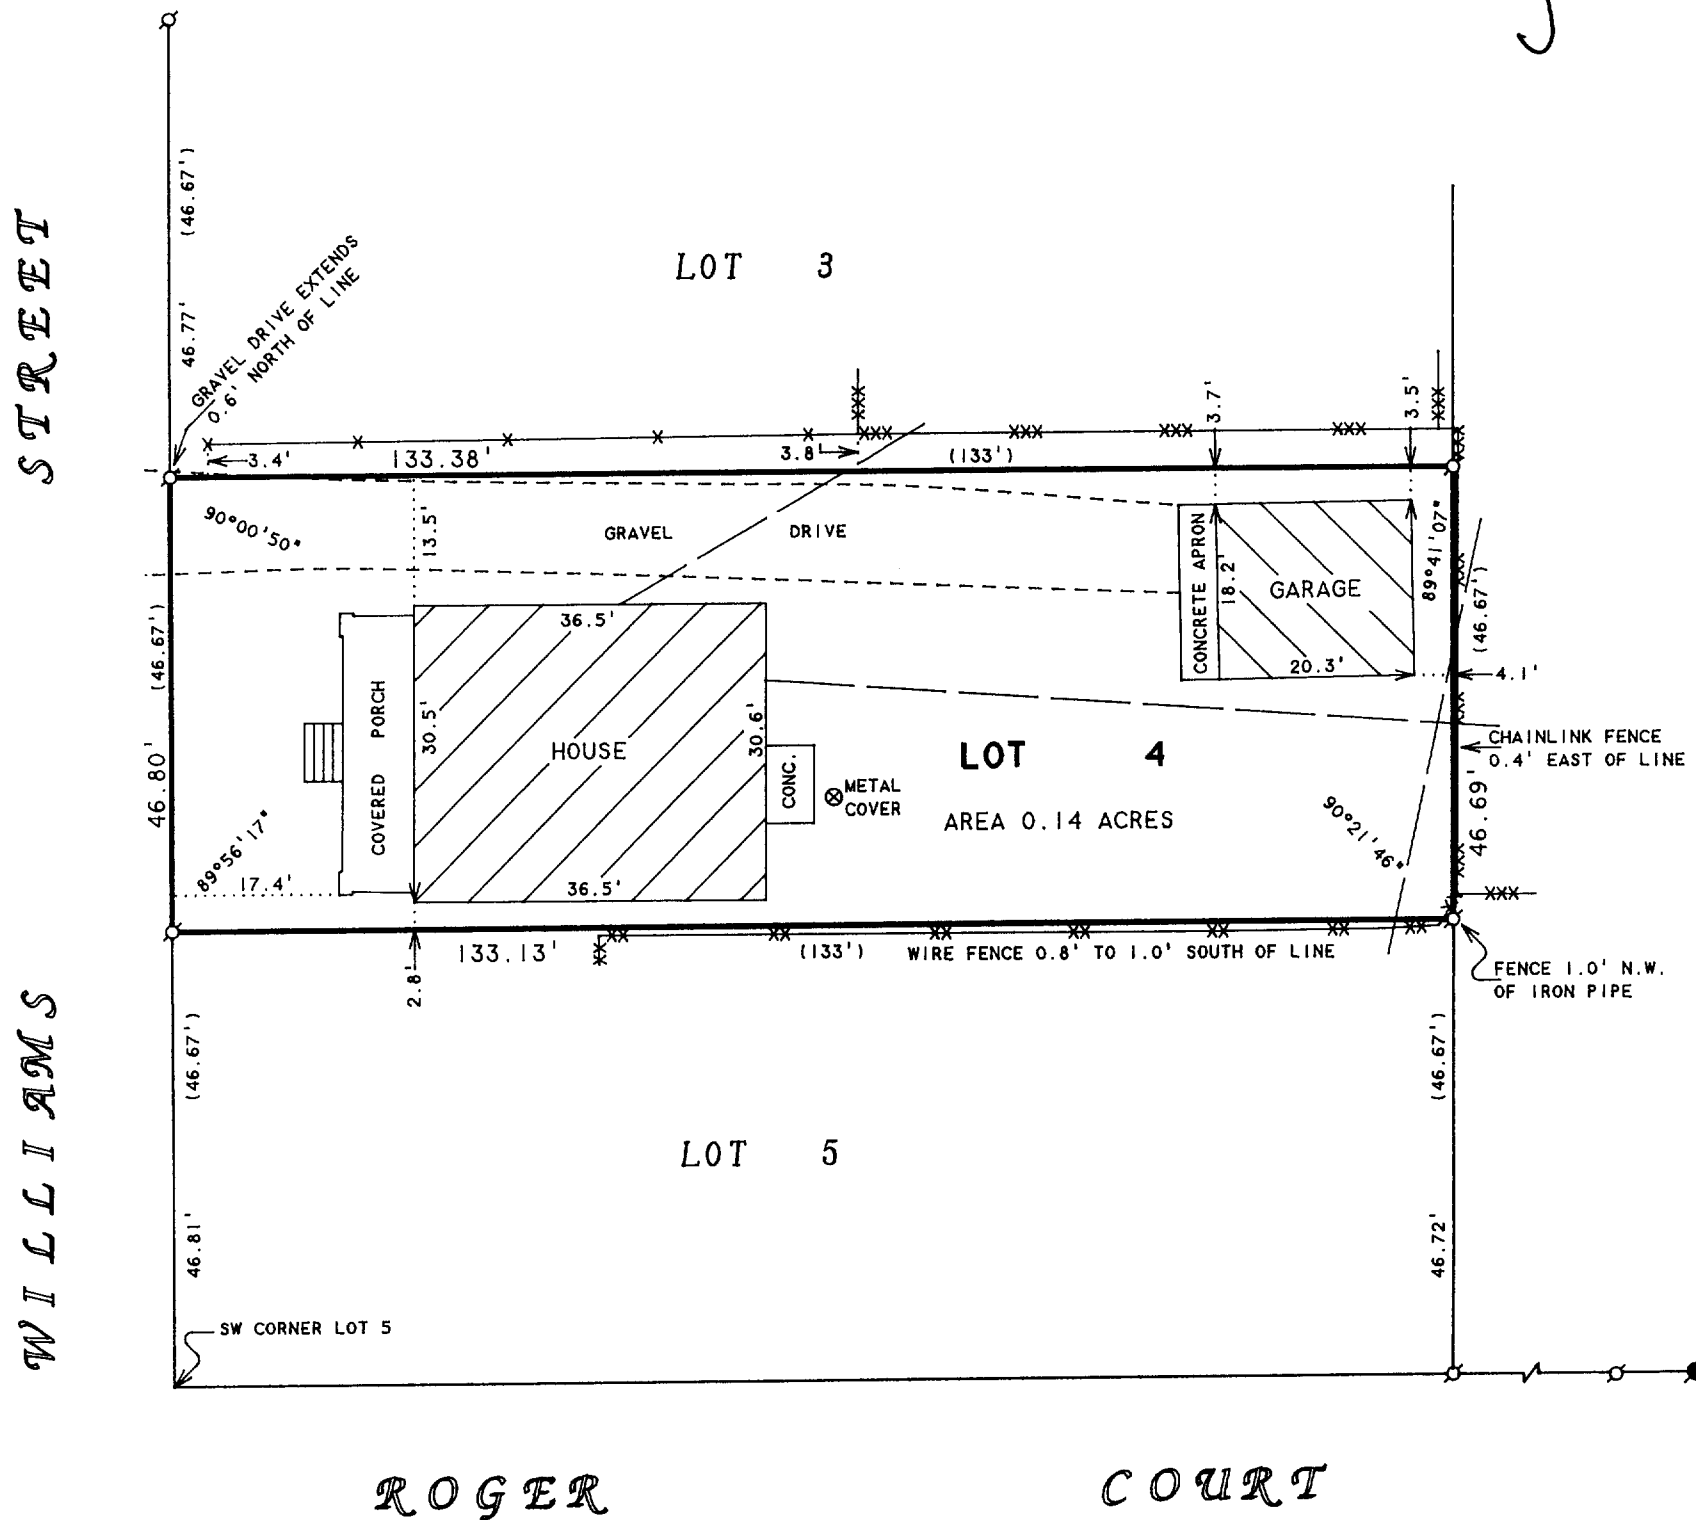 STREET
WILLIAMS
(46.67')
46.77'
GRAVEL DRIVE EXTENDS
0.6' NORTH OF LINE
LOT 3
3.4'
133.38'
3.8'
(133')
3.7'
3.5'
90°00'50"
13.5'
GRAVEL DRIVE
CONCRETE APRON
18.2'
GARAGE
20.3'
89°41'07"
(46.67')
4.1'
(46.67')
46.80'
36.5'
COVERED PORCH
30.5'
HOUSE
30.6'
36.5'
CONC.
METAL
COVER
LOT 4
AREA 0.14 ACRES
CHAINLINK FENCE
0.4' EAST OF LINE
46.69'
90°21'46"
89°56'17"
17.4'
2.8'
133.13'
(133')
WIRE FENCE 0.8' TO 1.0' SOUTH OF LINE
FENCE 1.0' N.W.
OF IRON PIPE
(46.67')
46.81'
(46.67')
46.72'
LOT 5
SW CORNER LOT 5
ROGER COURT